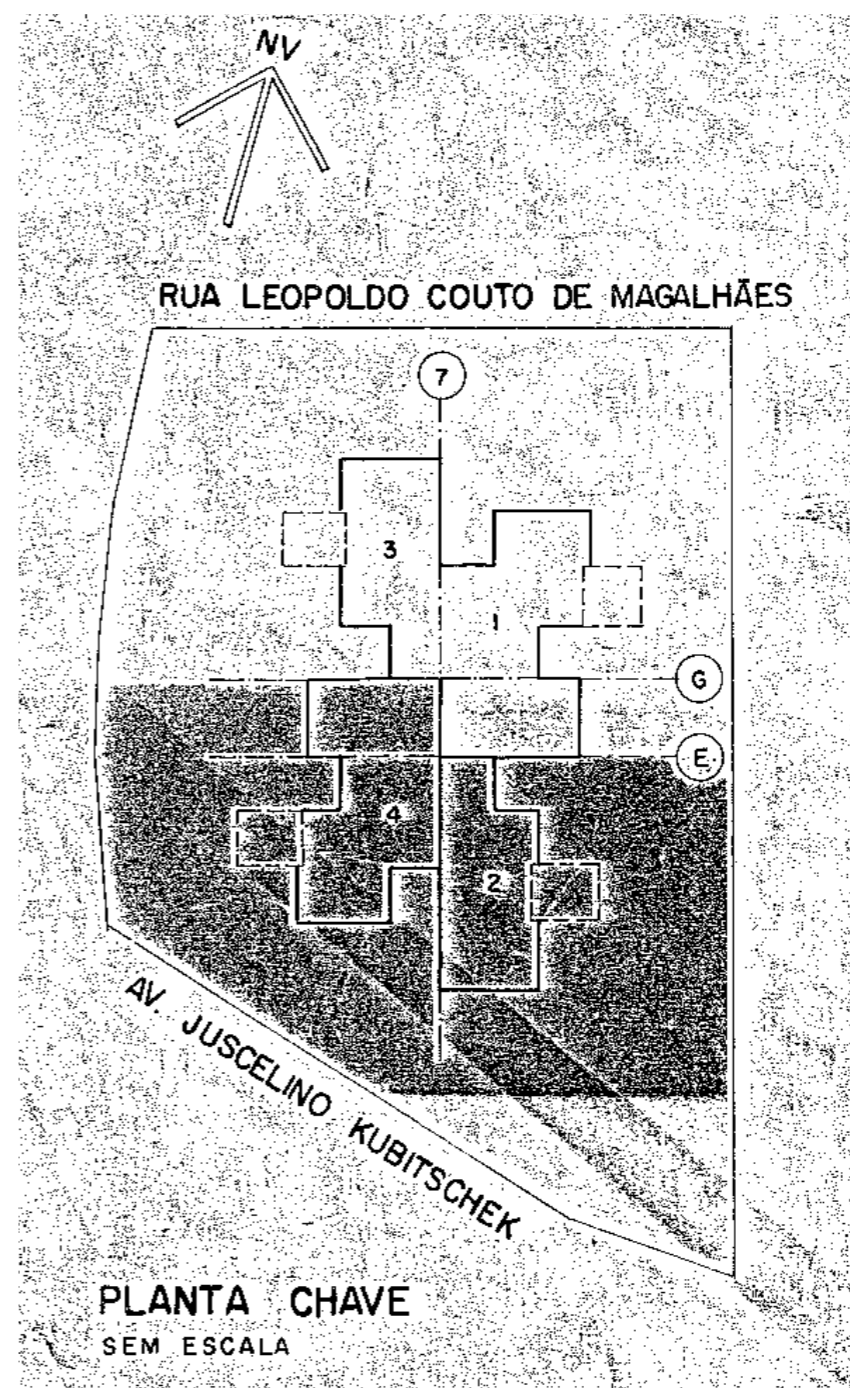 NV
RUA LEOPOLDO COUTO DE MAGALHÃES
7
3
1
G
E
4
2
AV. JUSCELINO KUBITSCHEK
PLANTA CHAVE
SEM ESCALA